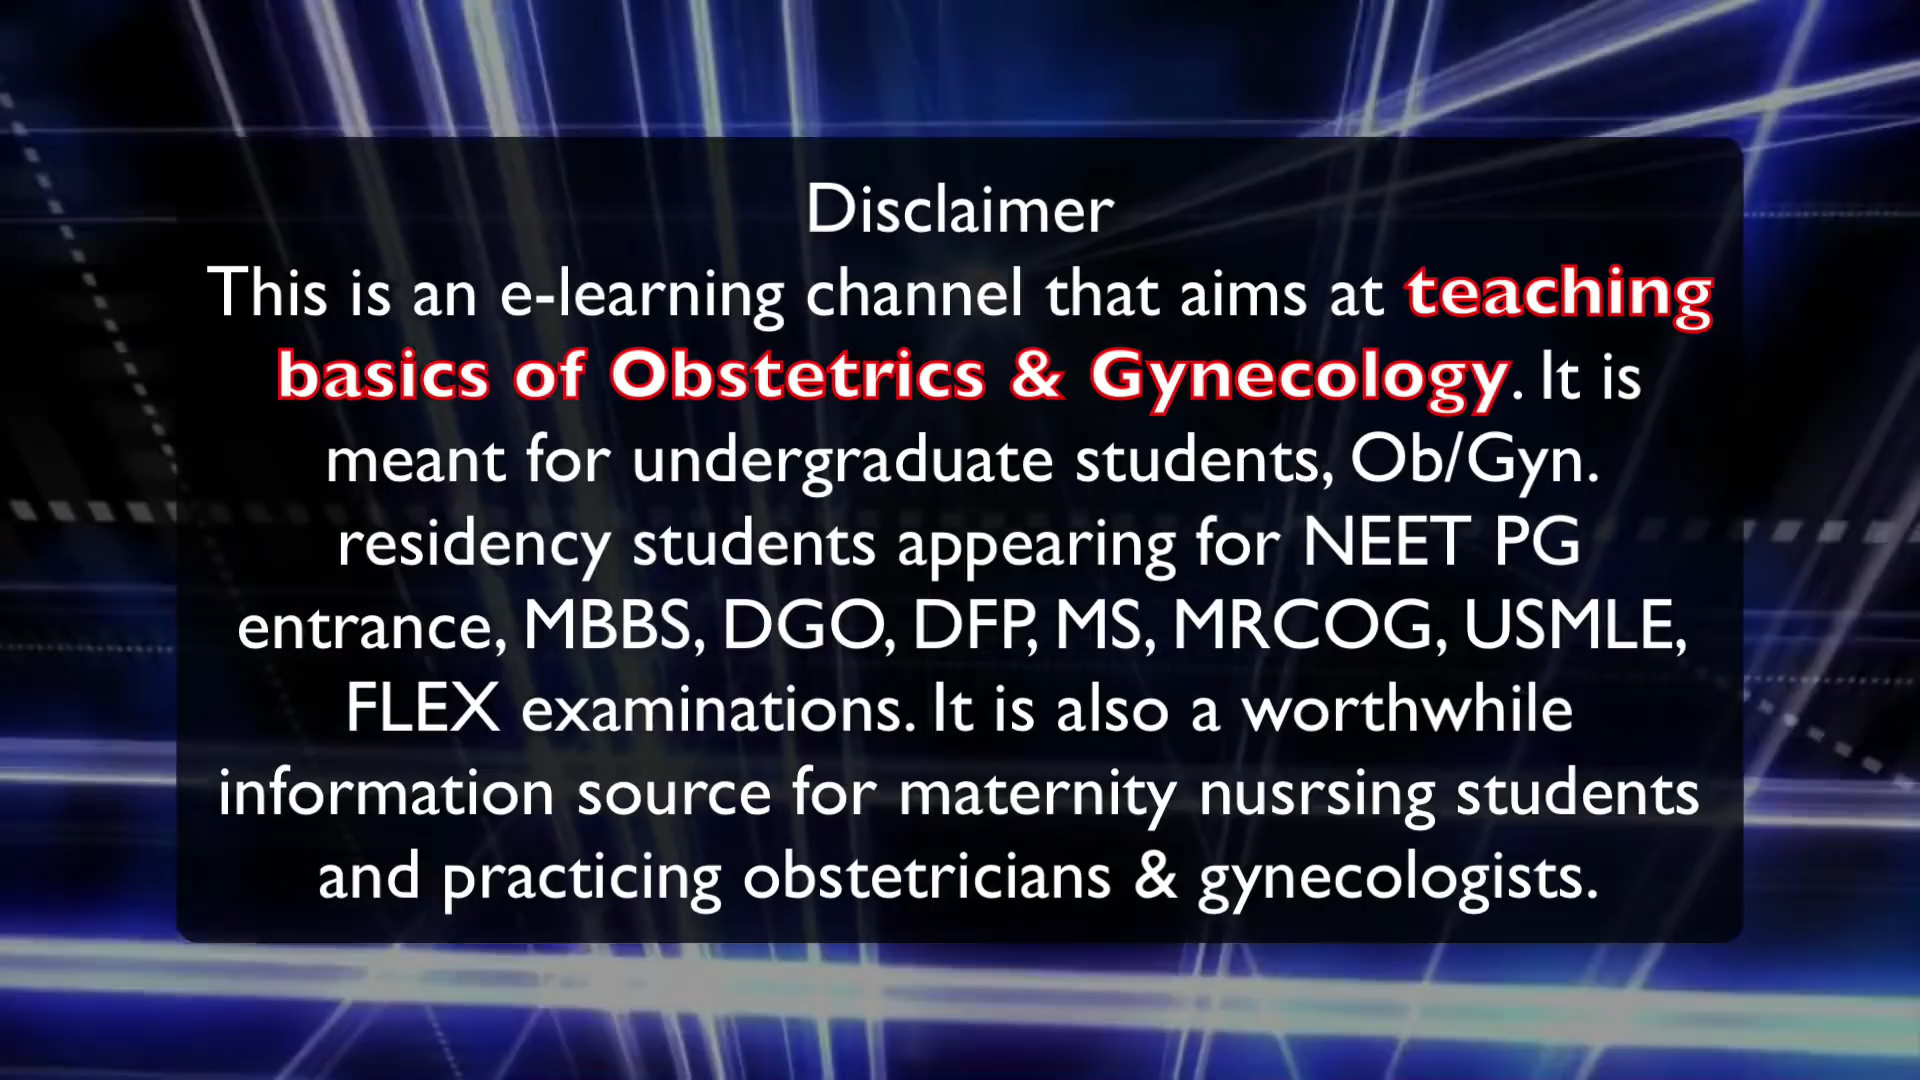 Disclaimer
This is an e-learning channel that aims at teaching
basics of Obstetrics & Gynecology. It is
meant for undergraduate students, Ob/Gyn.
residency students appearing for NEET PG
entrance, MBBS, DGO, DFP, MS, MRCOG, USMLE,
FLEX examinations. It is also a worthwhile
information source for maternity nusrsing students
and practicing obstetricians & gynecologists.